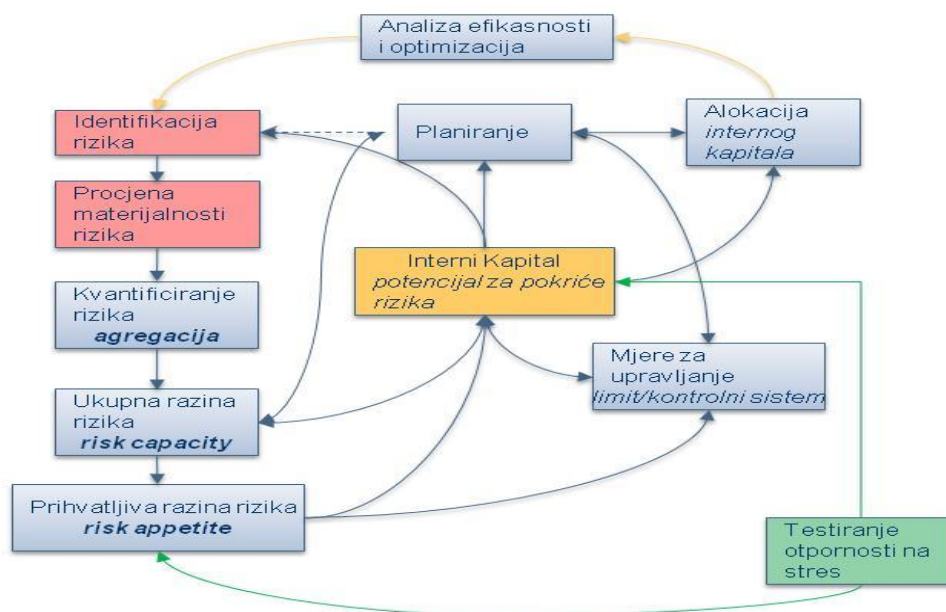 Analiza efikasnosti
i optimizacija
Identifikacija
rizika
Planiranje
Alokacija
internog
kapitala
Procjena
materijalnosti
rizika
Interni Kapital
potencijal za pokriće
rizika
Kvantificiranje
rizika
agregacija
Mjere za
upravljanje
limit/kontrolni sistem
Ukupna razina
rizika
risk capacity
Prihvatljiva razina rizika
risk appetite
Testiranje
otpornosti na
stres